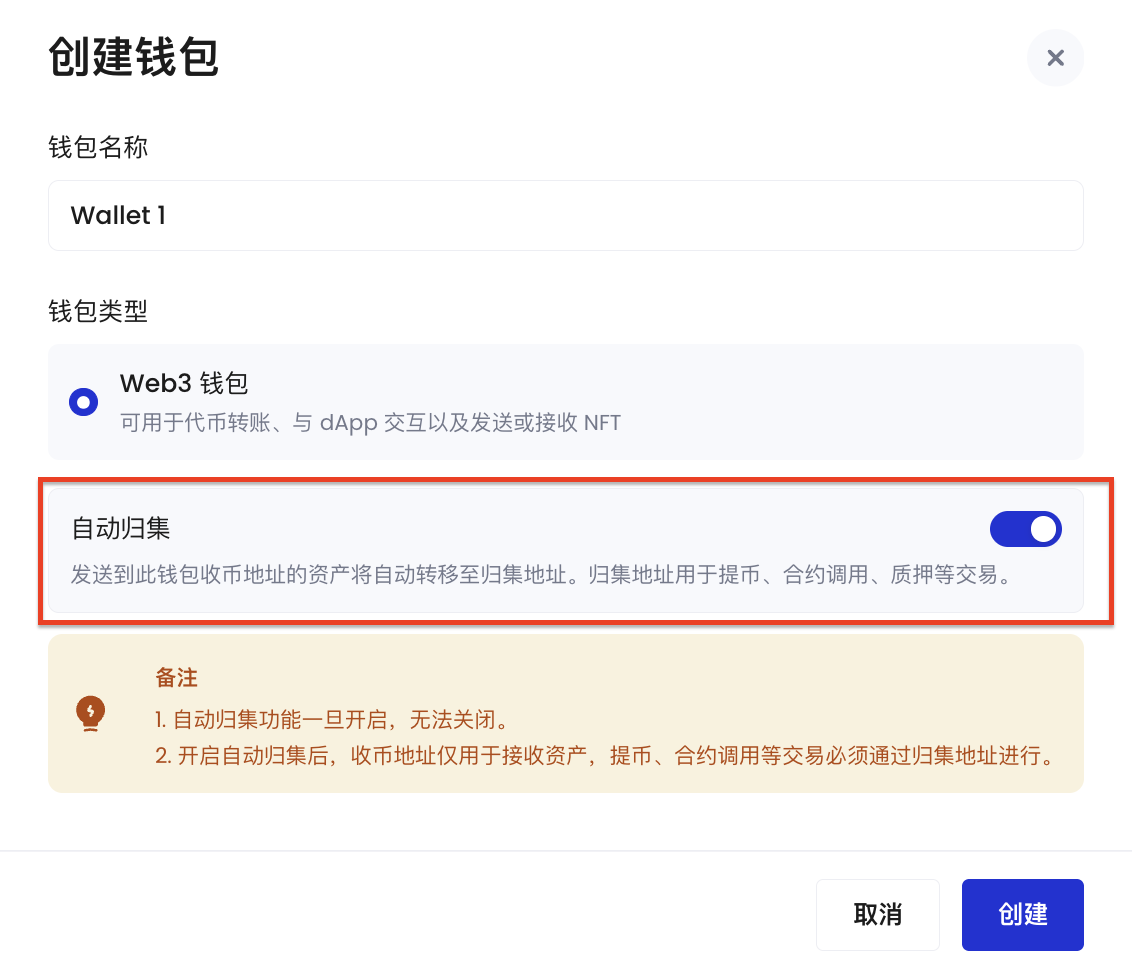 创建钱包
钱包名称
Wallet 1
钱包类型
Web3 钱包
可用于代币转账、与 dApp 交互以及发送或接收 NFT
自动归集
发送到此钱包收币地址的资产将自动转移至归集地址。归集地址用于提币、合约调用、质押等交易。
备注
1. 自动归集功能一旦开启，无法关闭。
2. 开启自动归集后，收币地址仅用于接收资产，提币、合约调用等交易必须通过归集地址进行。
取消
创建